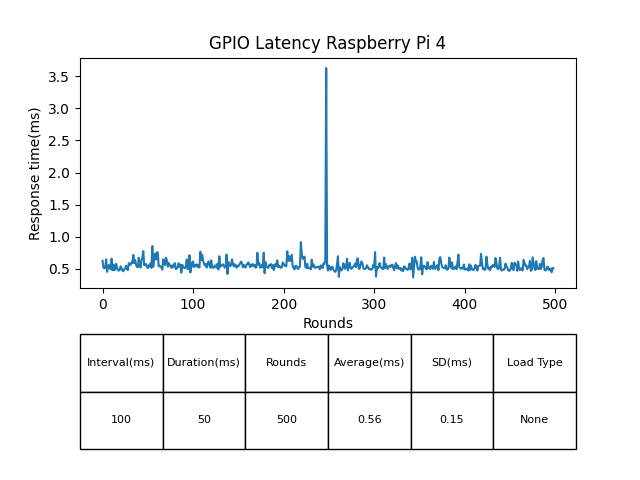 GPIO Latency Raspberry Pi 4
Response time(ms)
3.5
3.0
2.5
2.0
1.5
1.0
0.5
0 100 200 300 400 500
Rounds
Interval(ms) Duration(ms) Rounds Average(ms) SD(ms) Load Type
100 50 500 0.56 0.15 None